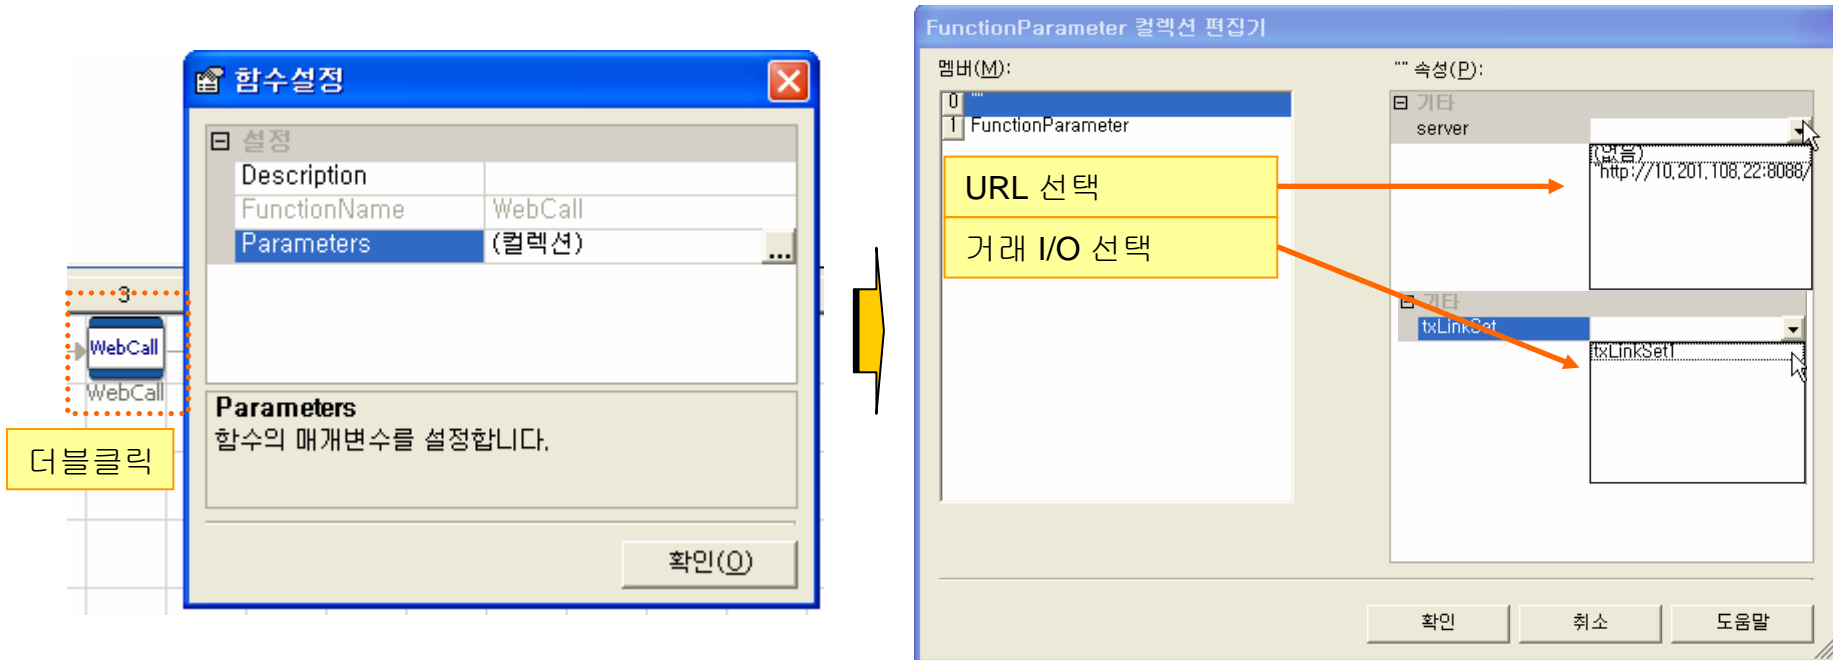 함수설정
설정
Description
FunctionName WebCall
Parameters (컬렉션) ...
3
WebCall
WebCall
더블클릭
Parameters
함수의 매개변수를 설정합니다.
확인(O)
FunctionParameter 컬렉션 편집기
멤버(M):
0 ""
1 FunctionParameter
URL 선택
거래 I/O 선택
"" 속성(P):
기타
server
(없음)
"http://10.201.108.22:8088/
기타
txLinkSet
txLinkSet1
확인 취소 도움말